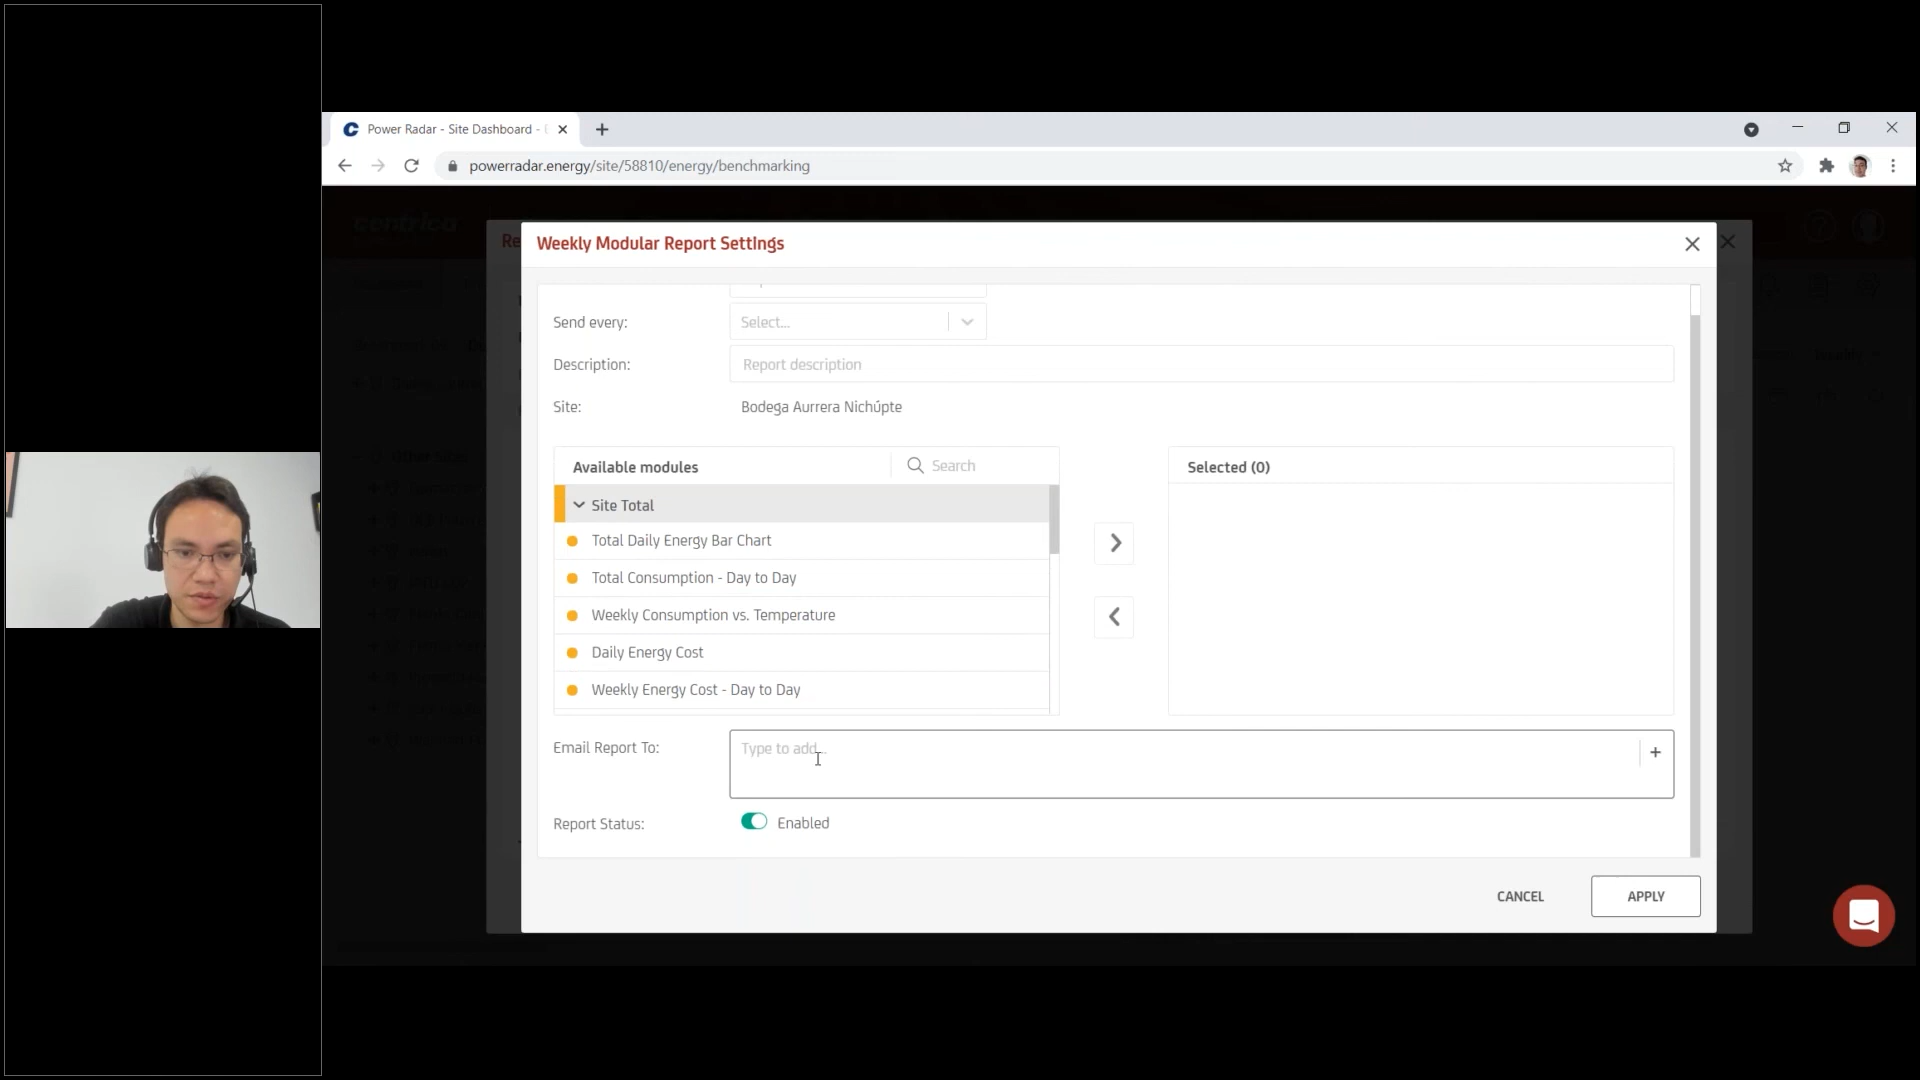 Power Radar - Site Dashboard - (
powerradar.energy/site/58810/energy/benchmarking
centrica
Re
Weekly Modular Report Settings
Send every:
Select...
Description:
Report description
Site:
Bodega Aurrera Nichúpte
Available modules
Search
Selected (0)
Site Total
Total Daily Energy Bar Chart
Total Consumption - Day to Day
Weekly Consumption vs. Temperature
Daily Energy Cost
Weekly Energy Cost - Day to Day
Email Report To:
Type to add...
Report Status:
Enabled
CANCEL
APPLY